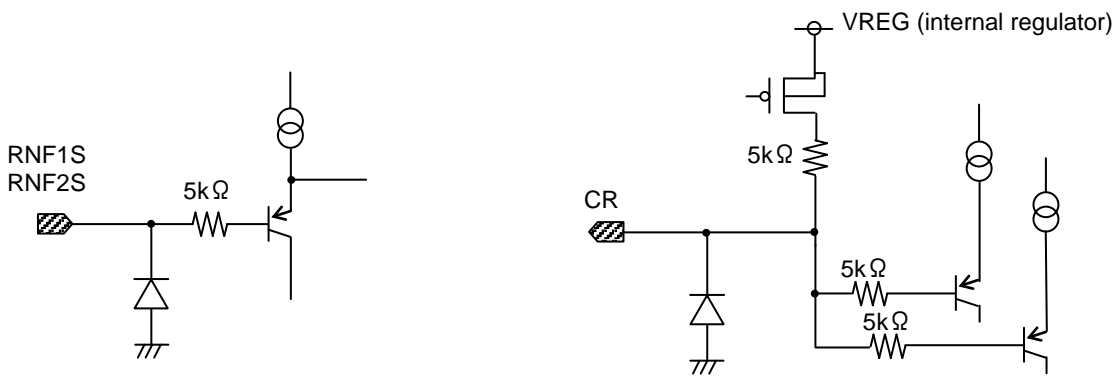 RNF1S
RNF2S
5kΩ
VREG (internal regulator)
5kΩ
CR
5kΩ
5kΩ